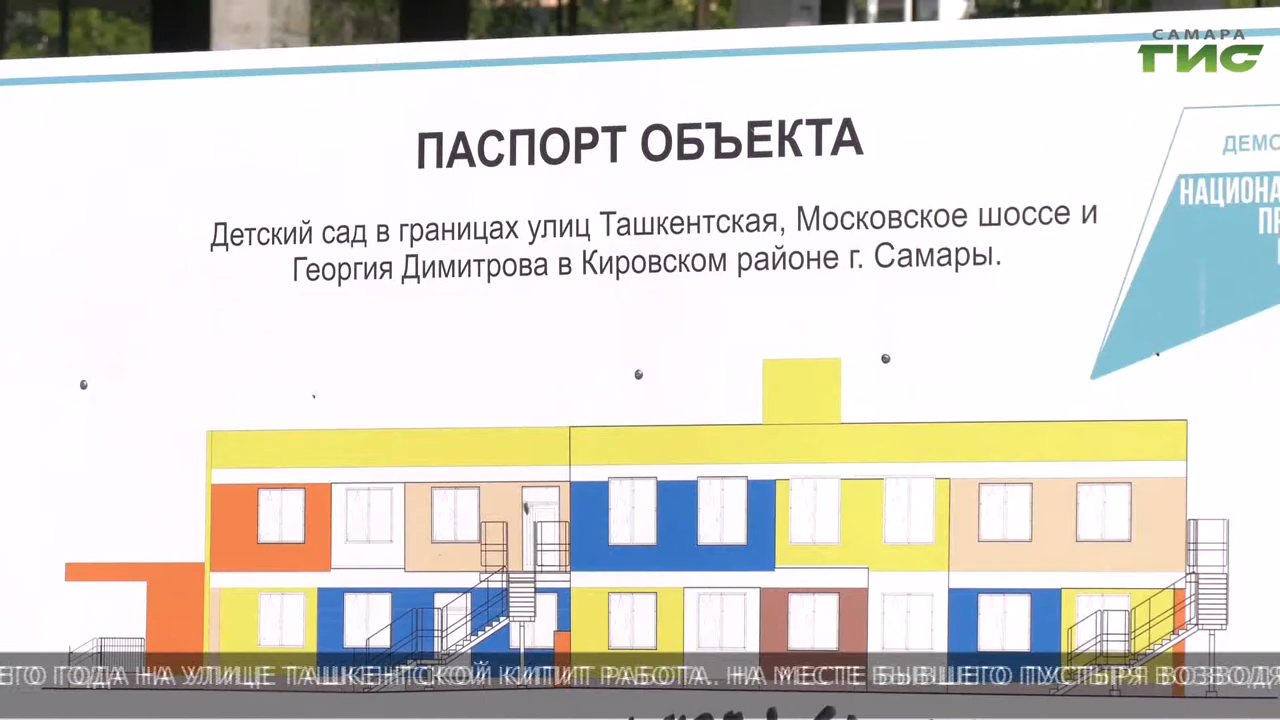 САМАРА
ГИС
ПАСПОРТ ОБЪЕКТА
ДЕМО
НАЦИОНА
ПР
Детский сад в границах улиц Ташкентская, Московское шоссе и
Георгия Димитрова в Кировском районе г. Самары.
ЕГО ГОДА НА УЛИЦЕ ТАШКЕНТСКОЙ КИПИТ РАБОТА.. НА МЕСТЕ БЫВШЕГО ПУСТЫРЯ ВОЗВОДЯ